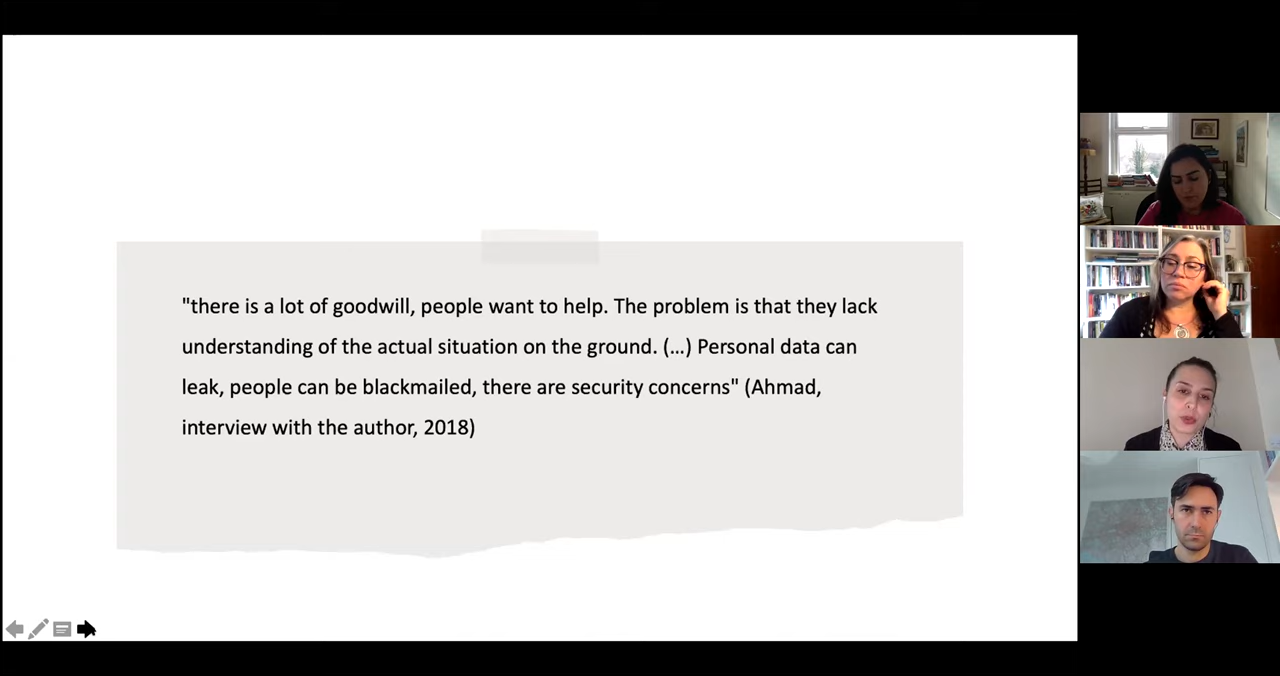 "there is a lot of goodwill, people want to help. The problem is that they lack
understanding of the actual situation on the ground. (...) Personal data can
leak, people can be blackmailed, there are security concerns" (Ahmad,
interview with the author, 2018)